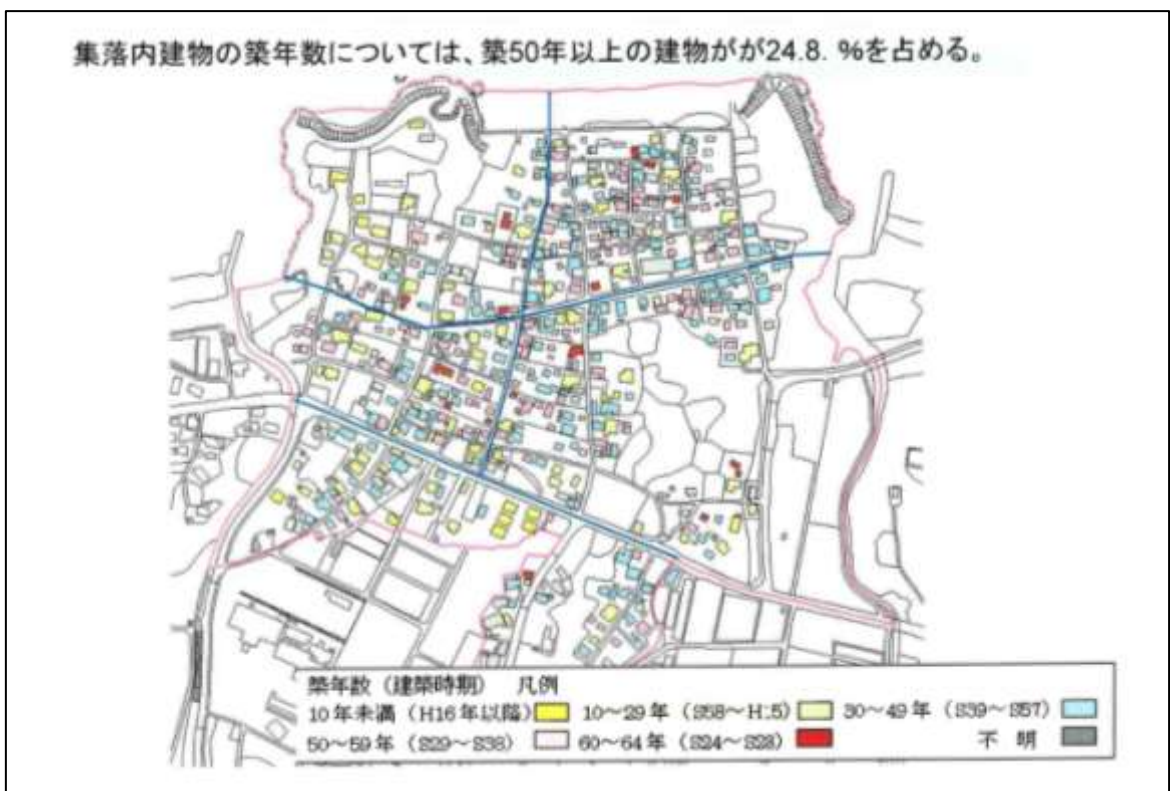 集落内建物の築年数については、築50年以上の建物がが24.8. %を占める。
築年数（建築時期）　凡例
10年未満（H16年以降） 10～29年（S58～H15） 30～49年（S39～S57）
50～59年（S29～S38） 60～64年（S24～S28） 不 明